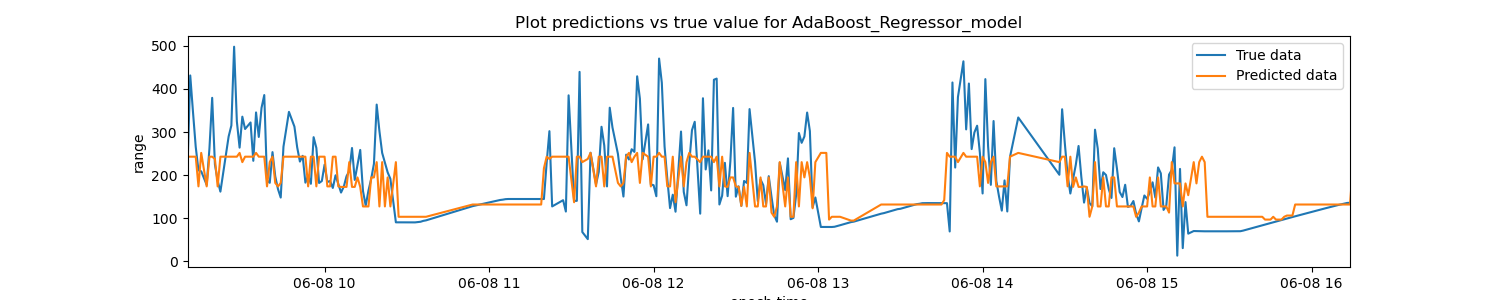 Plot predictions vs true value for AdaBoost_Regressor_model
500
400
300
200
100
0
range
True data
Predicted data
06-08 10
06-08 11
06-08 12
06-08 13
06-08 14
06-08 15
06-08 16
epoch time